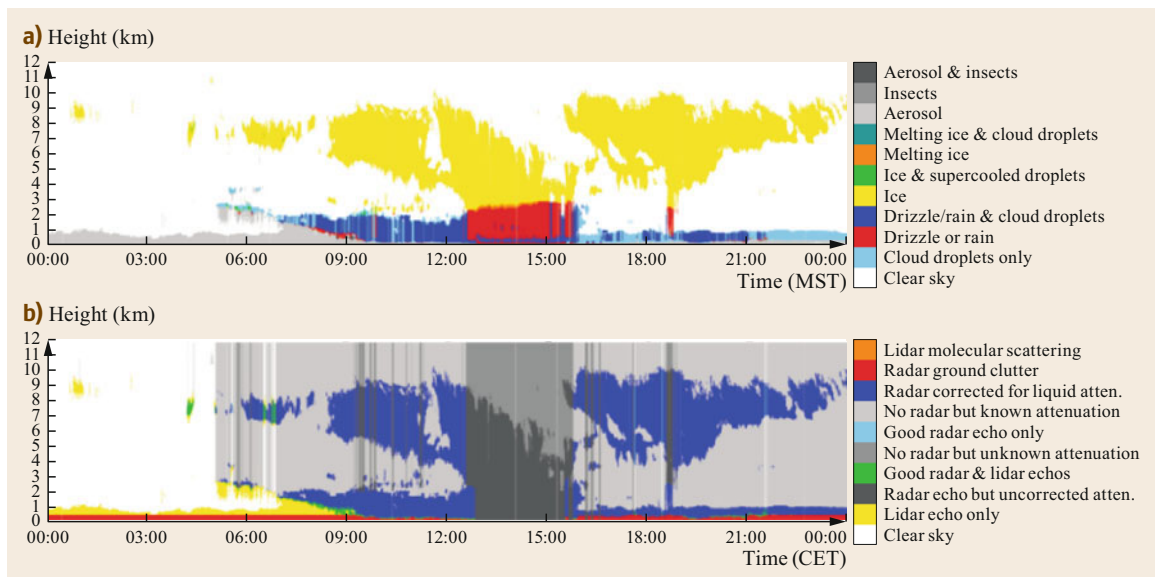 a) Height (km)
12
11
10
9
8
7
6
5
4
3
2
1
0
00:00 03:00 06:00 09:00 12:00 15:00 18:00 21:00 00:00
Time (MST)
Aerosol & insects
Insects
Aerosol
Melting ice & cloud droplets
Melting ice
Ice & supercooled droplets
Ice
Drizzle/rain & cloud droplets
Drizzle or rain
Cloud droplets only
Clear sky
b) Height (km)
12
11
10
9
8
7
6
5
4
3
2
1
0
00:00 03:00 06:00 09:00 12:00 15:00 18:00 21:00 00:00
Time (CET)
Lidar molecular scattering
Radar ground clutter
Radar corrected for liquid atten.
No radar but known attenuation
Good radar echo only
No radar but unknown attenuation
Good radar & lidar echos
Radar echo but uncorrected atten.
Lidar echo only
Clear sky